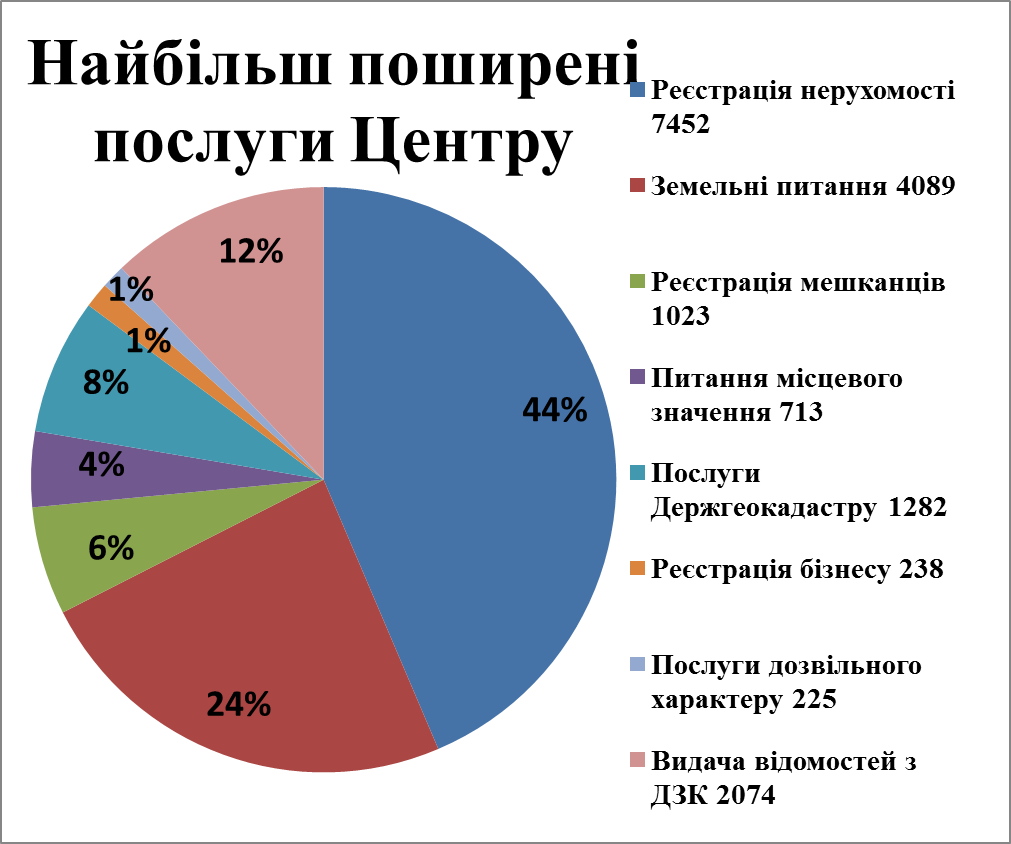 Найбільш поширені
послуги Центру
Реєстрація нерухомості
7452
Земельні питання 4089
Реєстрація мешканців
1023
Питання місцевого
значення 713
Послуги
Держгеокадастру 1282
Реєстрація бізнесу 238
Послуги дозвільного
характеру 225
Видача відомостей з
ДЗК 2074
12%
1%
1%
8%
44%
4%
6%
24%